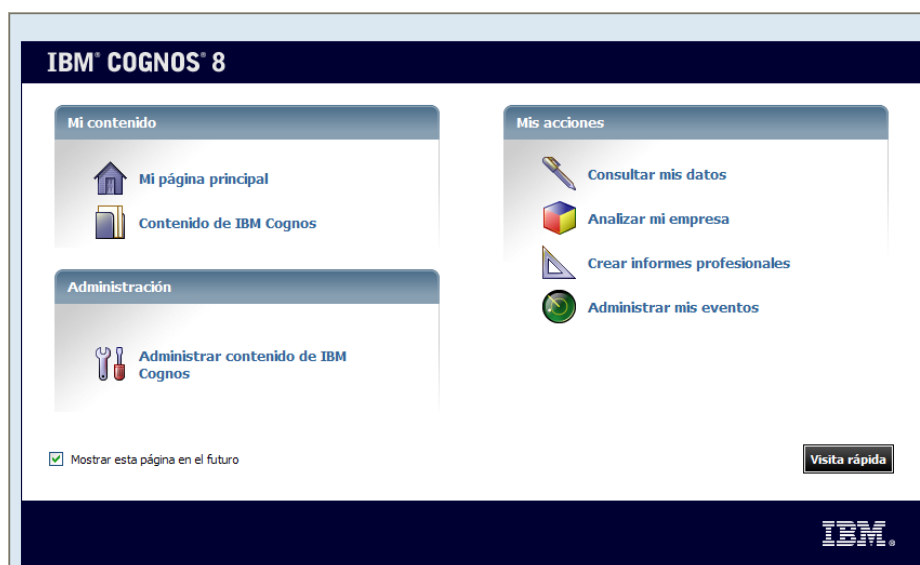 IBM® COGNOS® 8
Mi contenido
Mi página principal
Contenido de IBM Cognos
Administración
Administrar contenido de IBM
Cognos
Mis acciones
Consultar mis datos
Analizar mi empresa
Crear informes profesionales
Administrar mis eventos
Mostrar esta página en el futuro
Visita rápida
IBM®